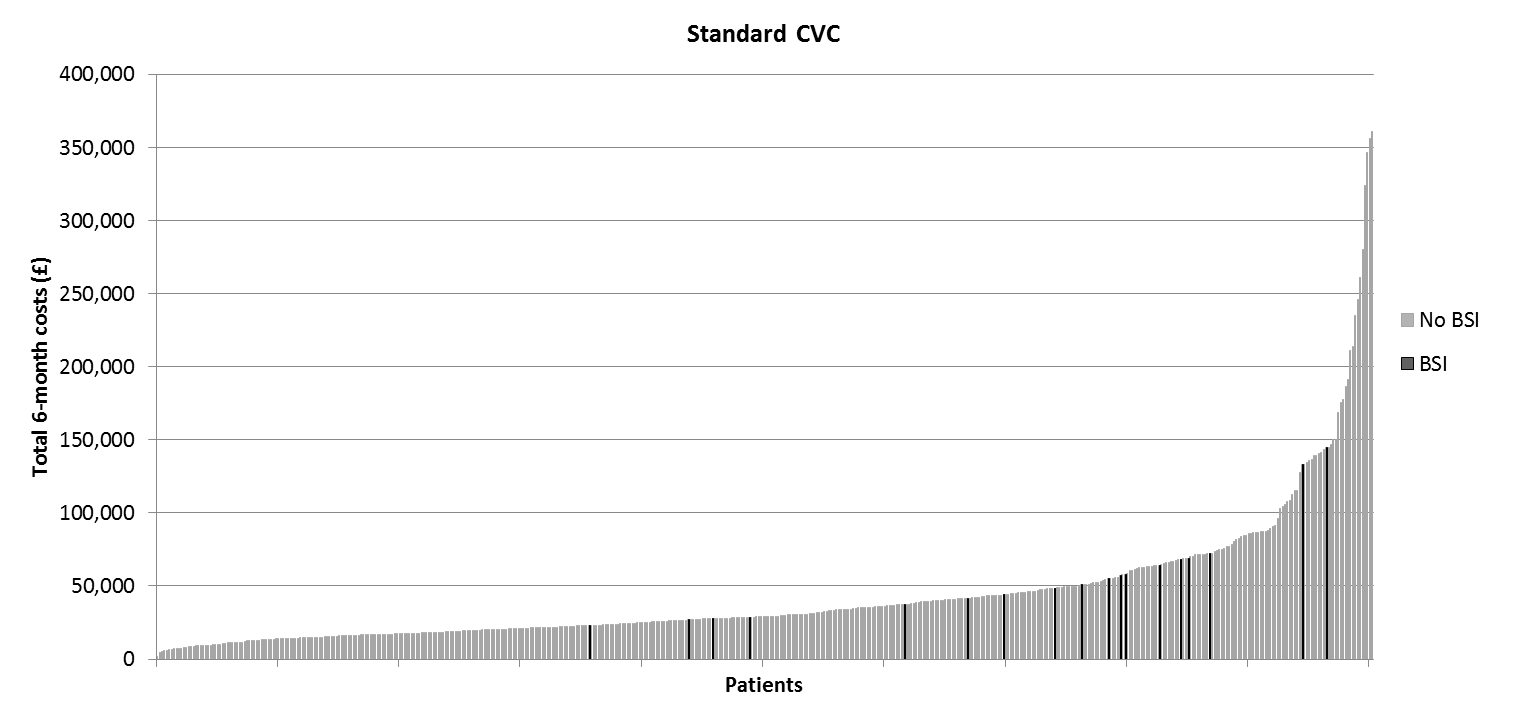 Standard CVC
400,000
350,000
300,000
250,000
200,000
150,000
100,000
50,000
0
Total 6-month costs (£)
Patients
No BSI
BSI